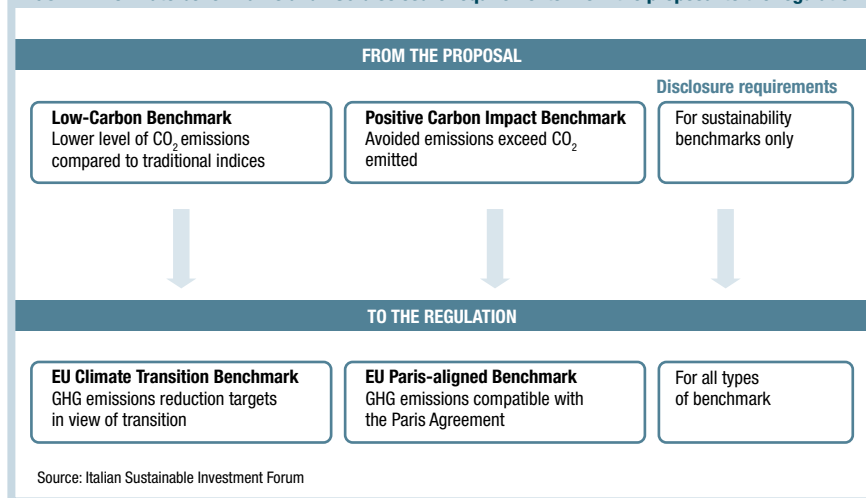 FROM THE PROPOSAL
Disclosure requirements
Low-Carbon Benchmark
Lower level of CO2 emissions
compared to traditional indices
Positive Carbon Impact Benchmark
Avoided emissions exceed CO2
emitted
For sustainability
benchmarks only
TO THE REGULATION
EU Climate Transition Benchmark
GHG emissions reduction targets
in view of transition
EU Paris-aligned Benchmark
GHG emissions compatible with
the Paris Agreement
For all types
of benchmark
Source: Italian Sustainable Investment Forum